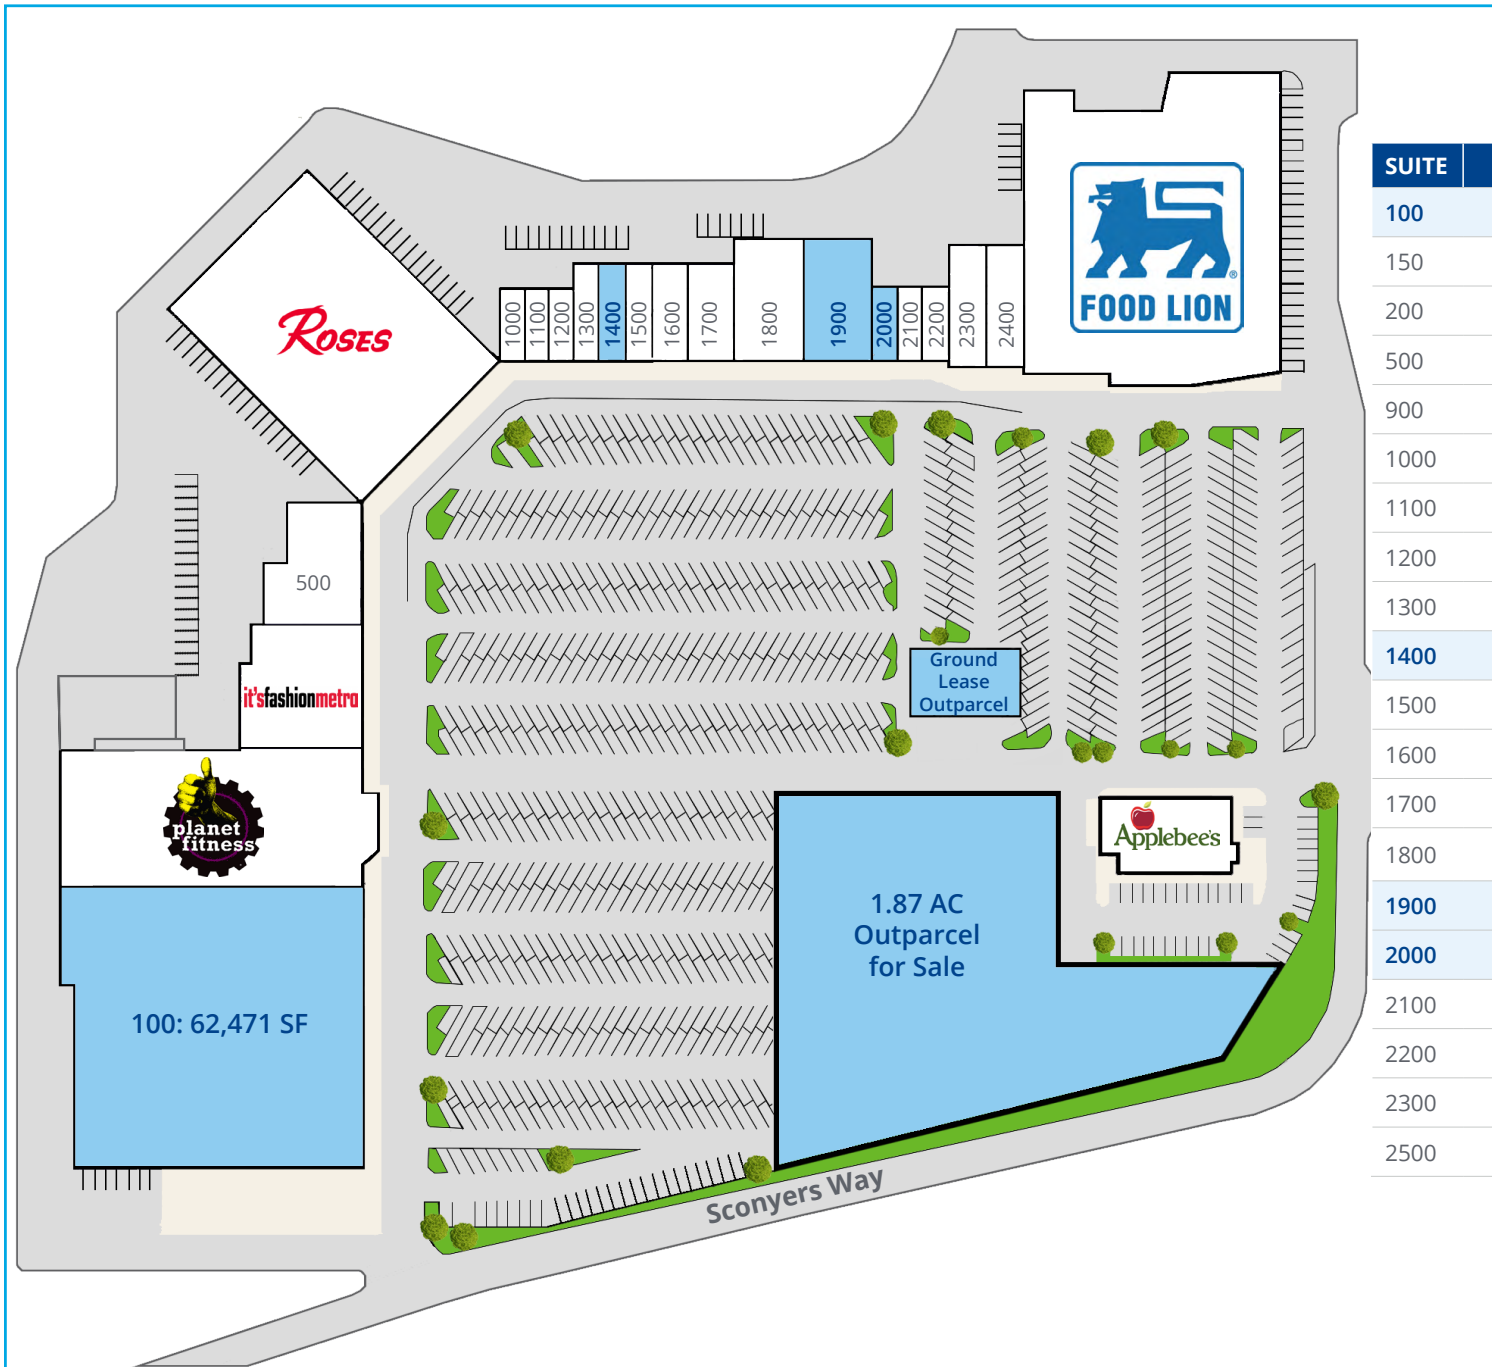 FOOD LION
®
ROSES
1000
1100
1200
1300
1400
1500
1600
1700
1800
1900
2000
2100
2200
2300
2400
500
it'sfashionmetro
Ground
Lease
Outparcel
planet
fitness
Applebee's
1.87 AC
Outparcel
for Sale
100: 62,471 SF
Sconyers Way
SUITE
100
150
200
500
900
1000
1100
1200
1300
1400
1500
1600
1700
1800
1900
2000
2100
2200
2300
2500